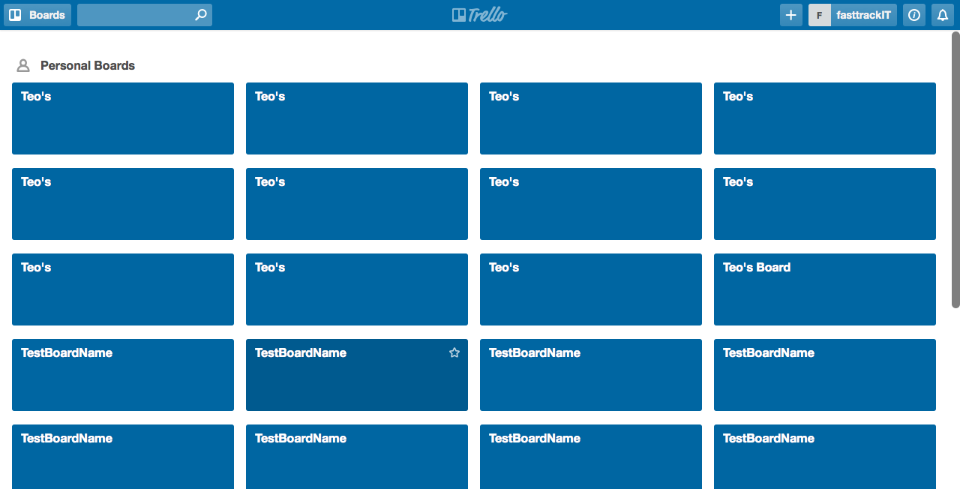 Boards
Trello
F fasttrackIT
Personal Boards
Teo's Teo's Teo's Teo's
Teo's Teo's Teo's Teo's
Teo's Teo's Teo's Teo's Board
TestBoardName TestBoardName TestBoardName TestBoardName
TestBoardName TestBoardName TestBoardName TestBoardName